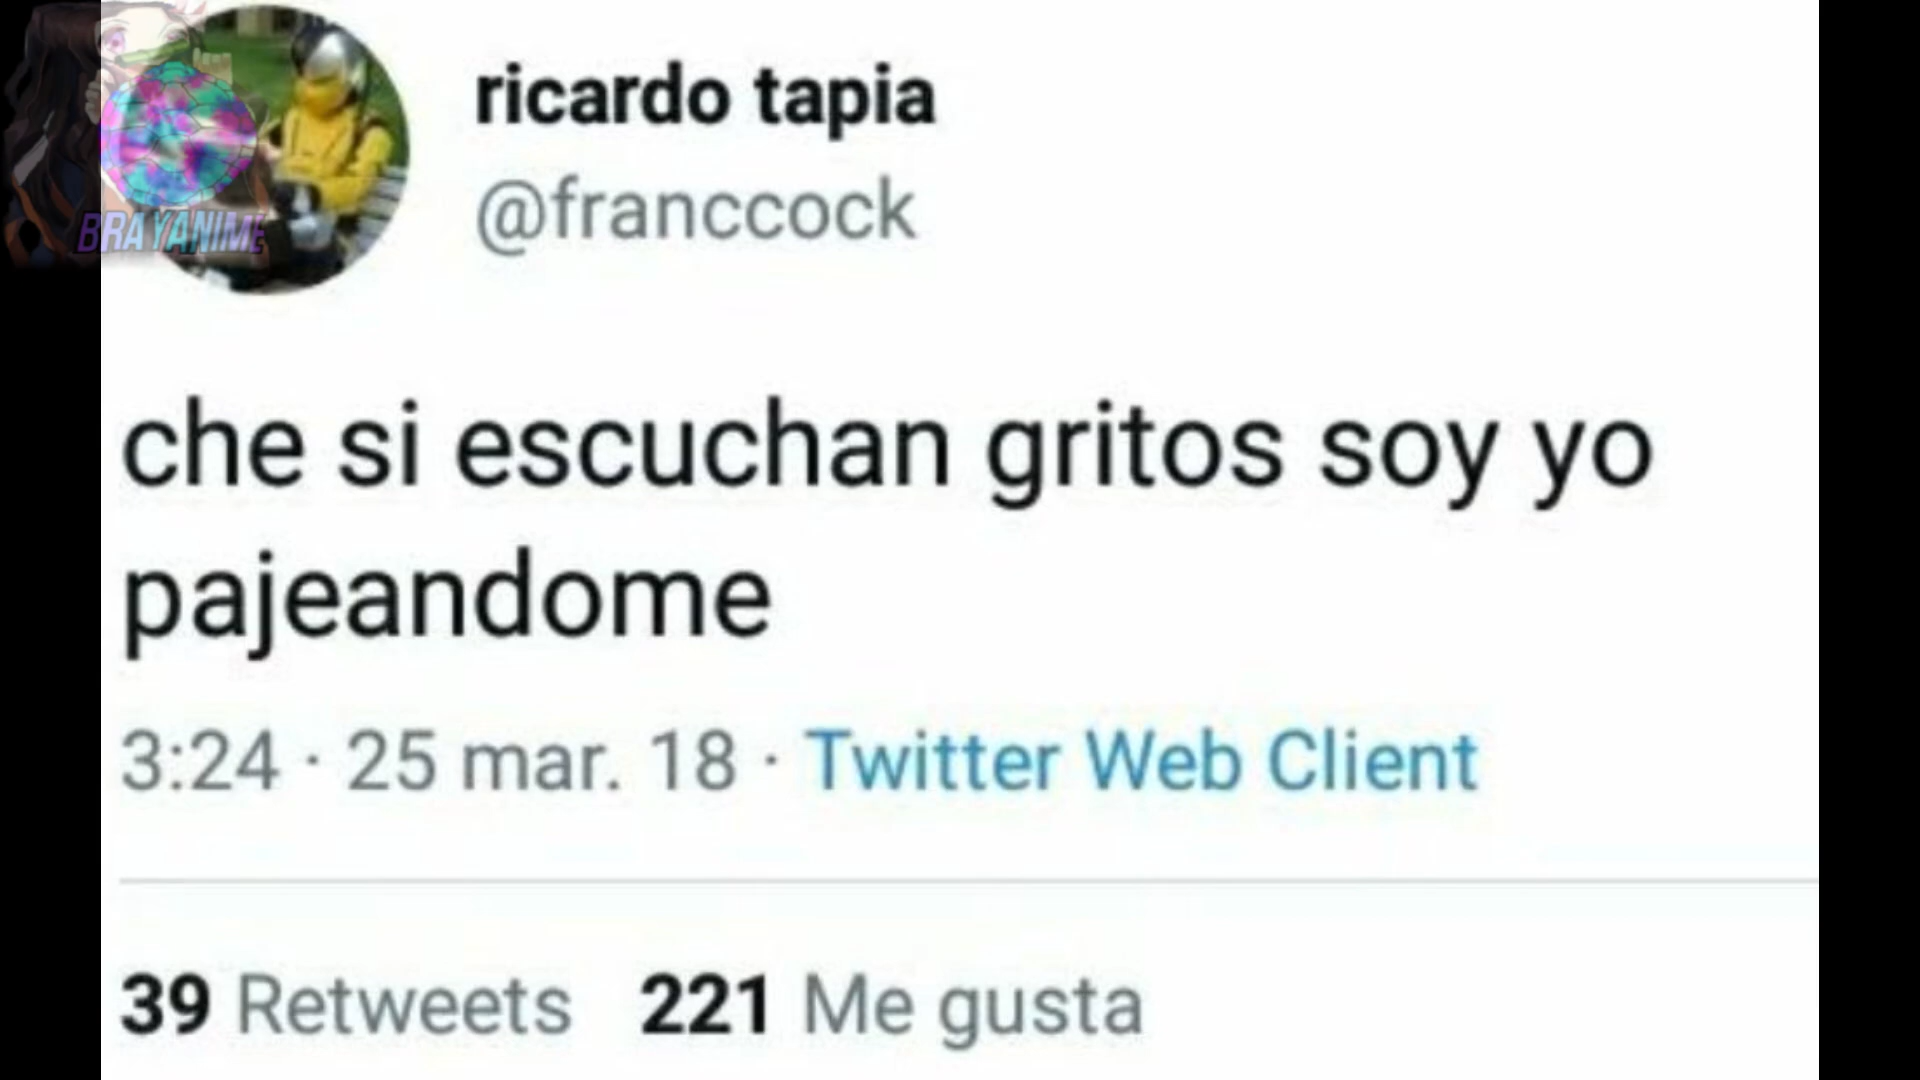 BRAYANIME
ricardo tapia
@franccock
che si escuchan gritos soy yo
pajeandome
3:24 · 25 mar. 18 · Twitter Web Client
39 Retweets 221 Me gusta